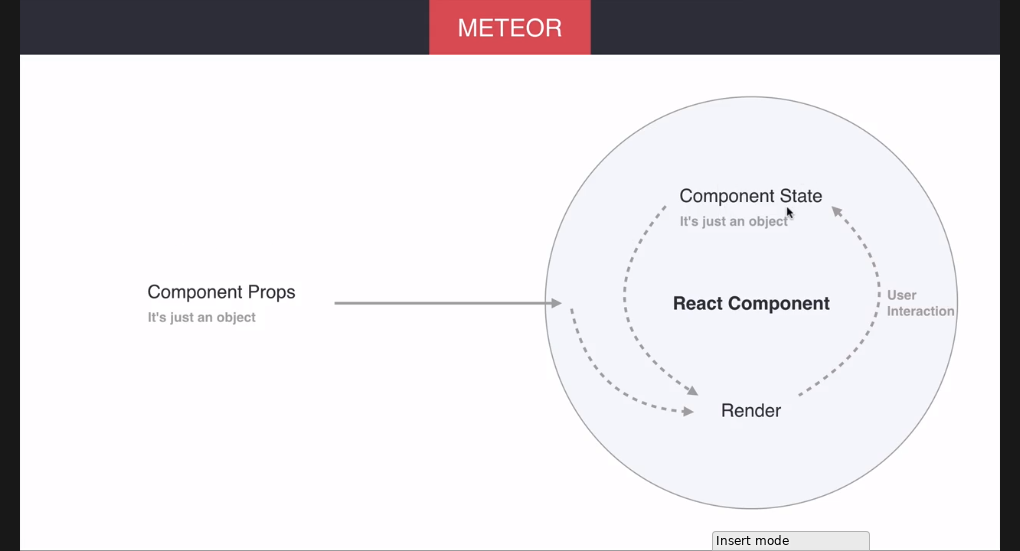 METEOR
Component State
It's just an object
Component Props
It's just an object
React Component
User
Interaction
Render
Insert mode